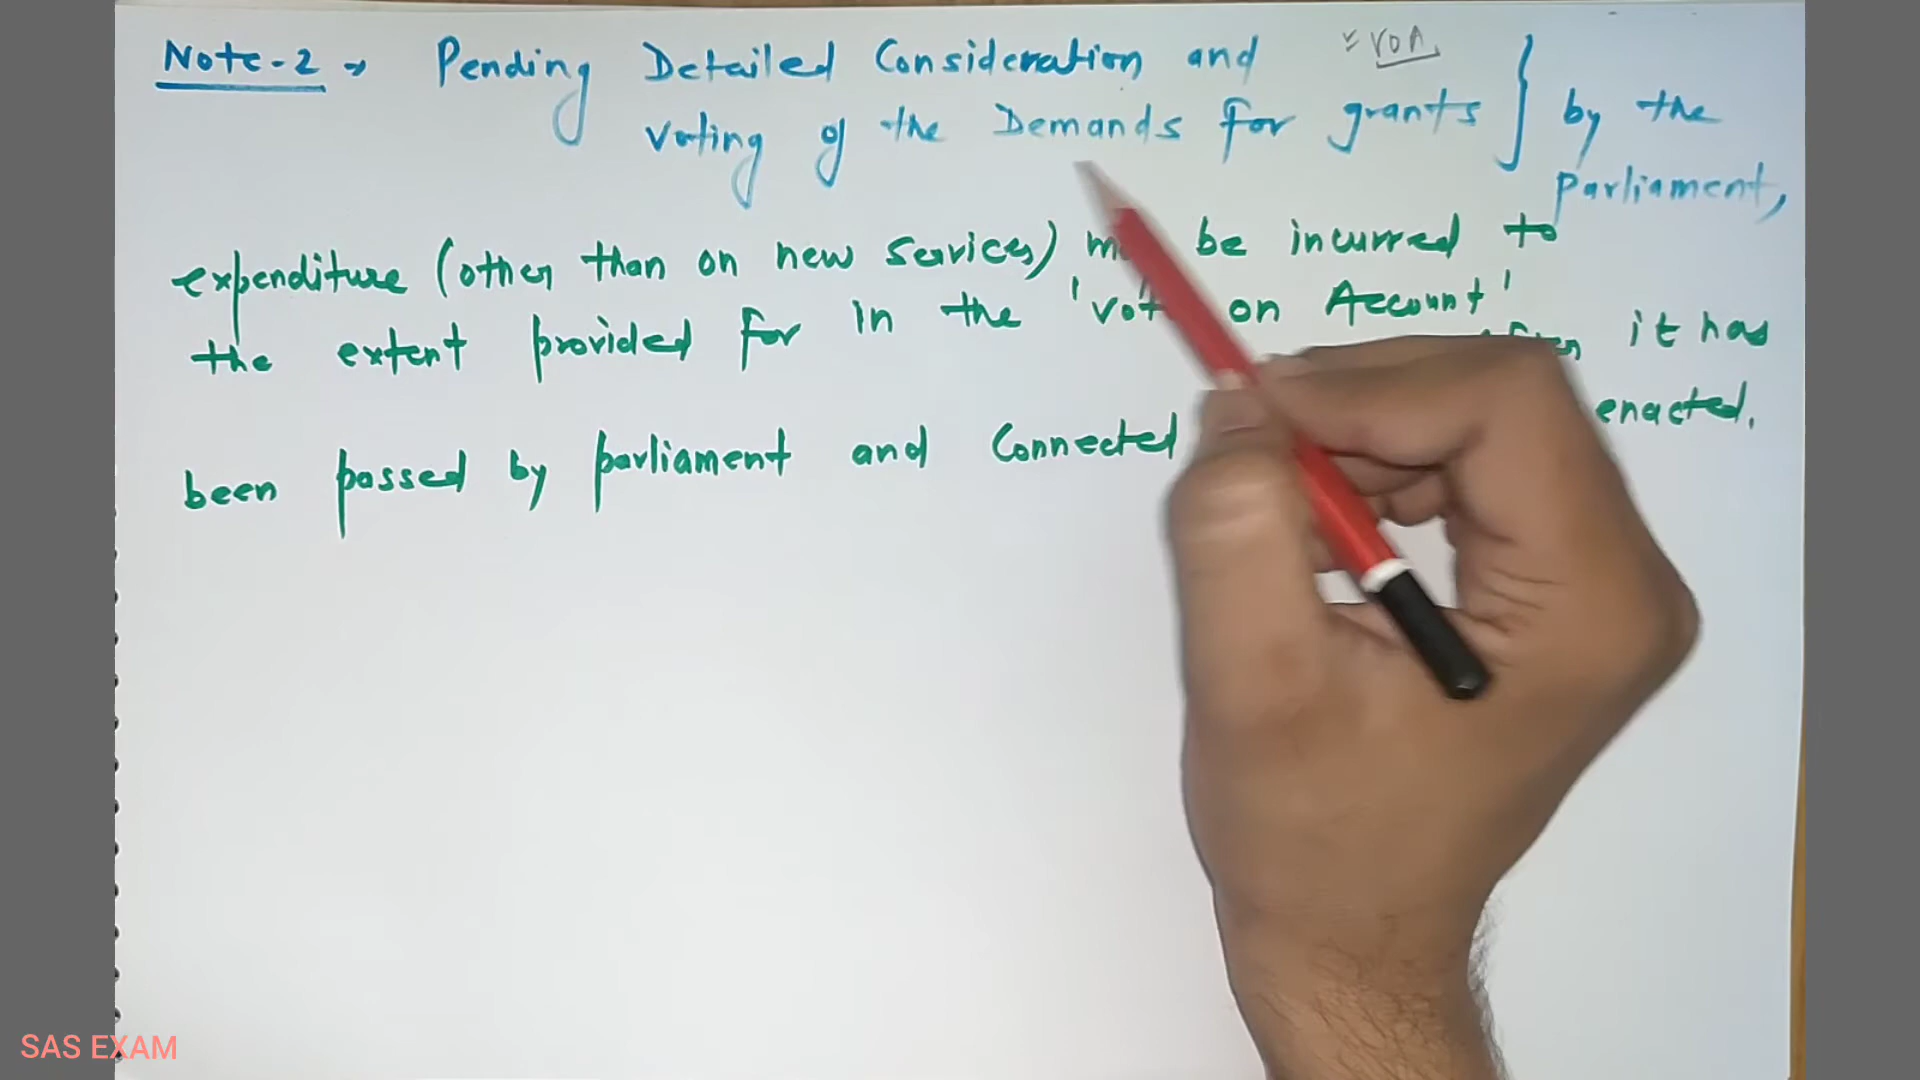 Note-2 → Pending Detailed Consideration and = VOA
voting of the Demands for grants } by the
Parliament,
expenditure (other than on new services) be incurred to
the extent provided for in the 'vote on Account' it has
been passed by parliament and Connected enacted.
SAS EXAM